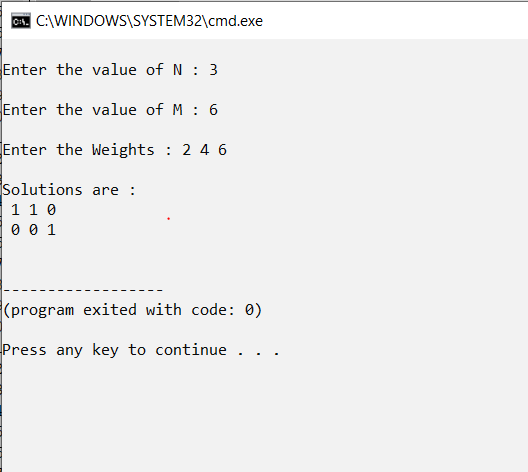 C:\WINDOWS\SYSTEM32\cmd.exe
Enter the value of N : 3
Enter the value of M : 6
Enter the Weights : 2 4 6
Solutions are :
1 1 0
0 0 1
------------------
(program exited with code: 0)
Press any key to continue . . .